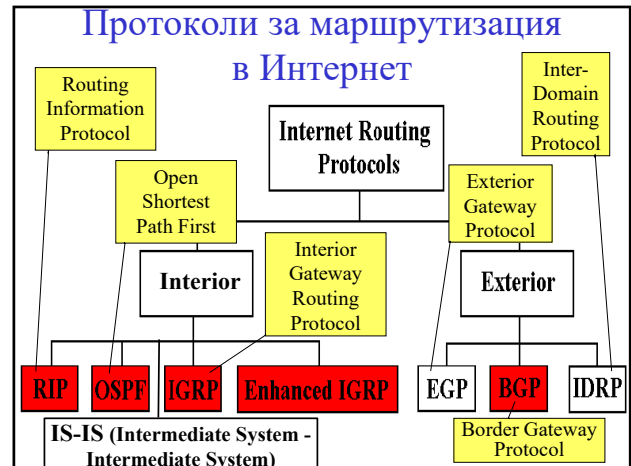 Протоколи за маршрутизация
в Интернет
Routing
Information
Protocol
Inter-
Domain
Routing
Protocol
Internet Routing
Protocols
Open
Shortest
Path First
Exterior
Gateway
Protocol
Interior
Gateway
Routing
Protocol
Interior
Exterior
RIP
OSPF
IGRP
Enhanced IGRP
EGP
BGP
IDRP
IS-IS (Intermediate System -
Intermediate System)
Border Gateway
Protocol